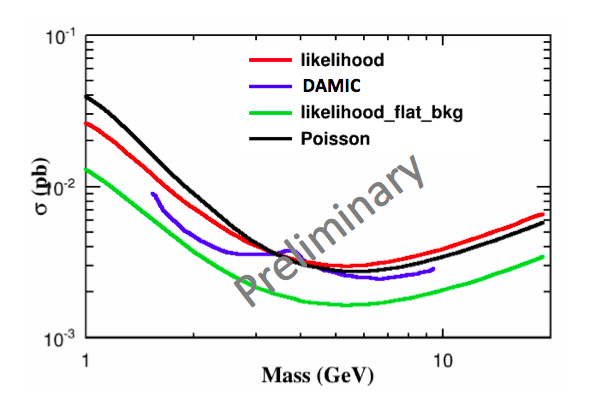 10⁻¹
likelihood
DAMIC
likelihood_flat_bkg
Poisson
Preliminary
10⁻²
σ (pb)
10⁻³
1
10
Mass (GeV)